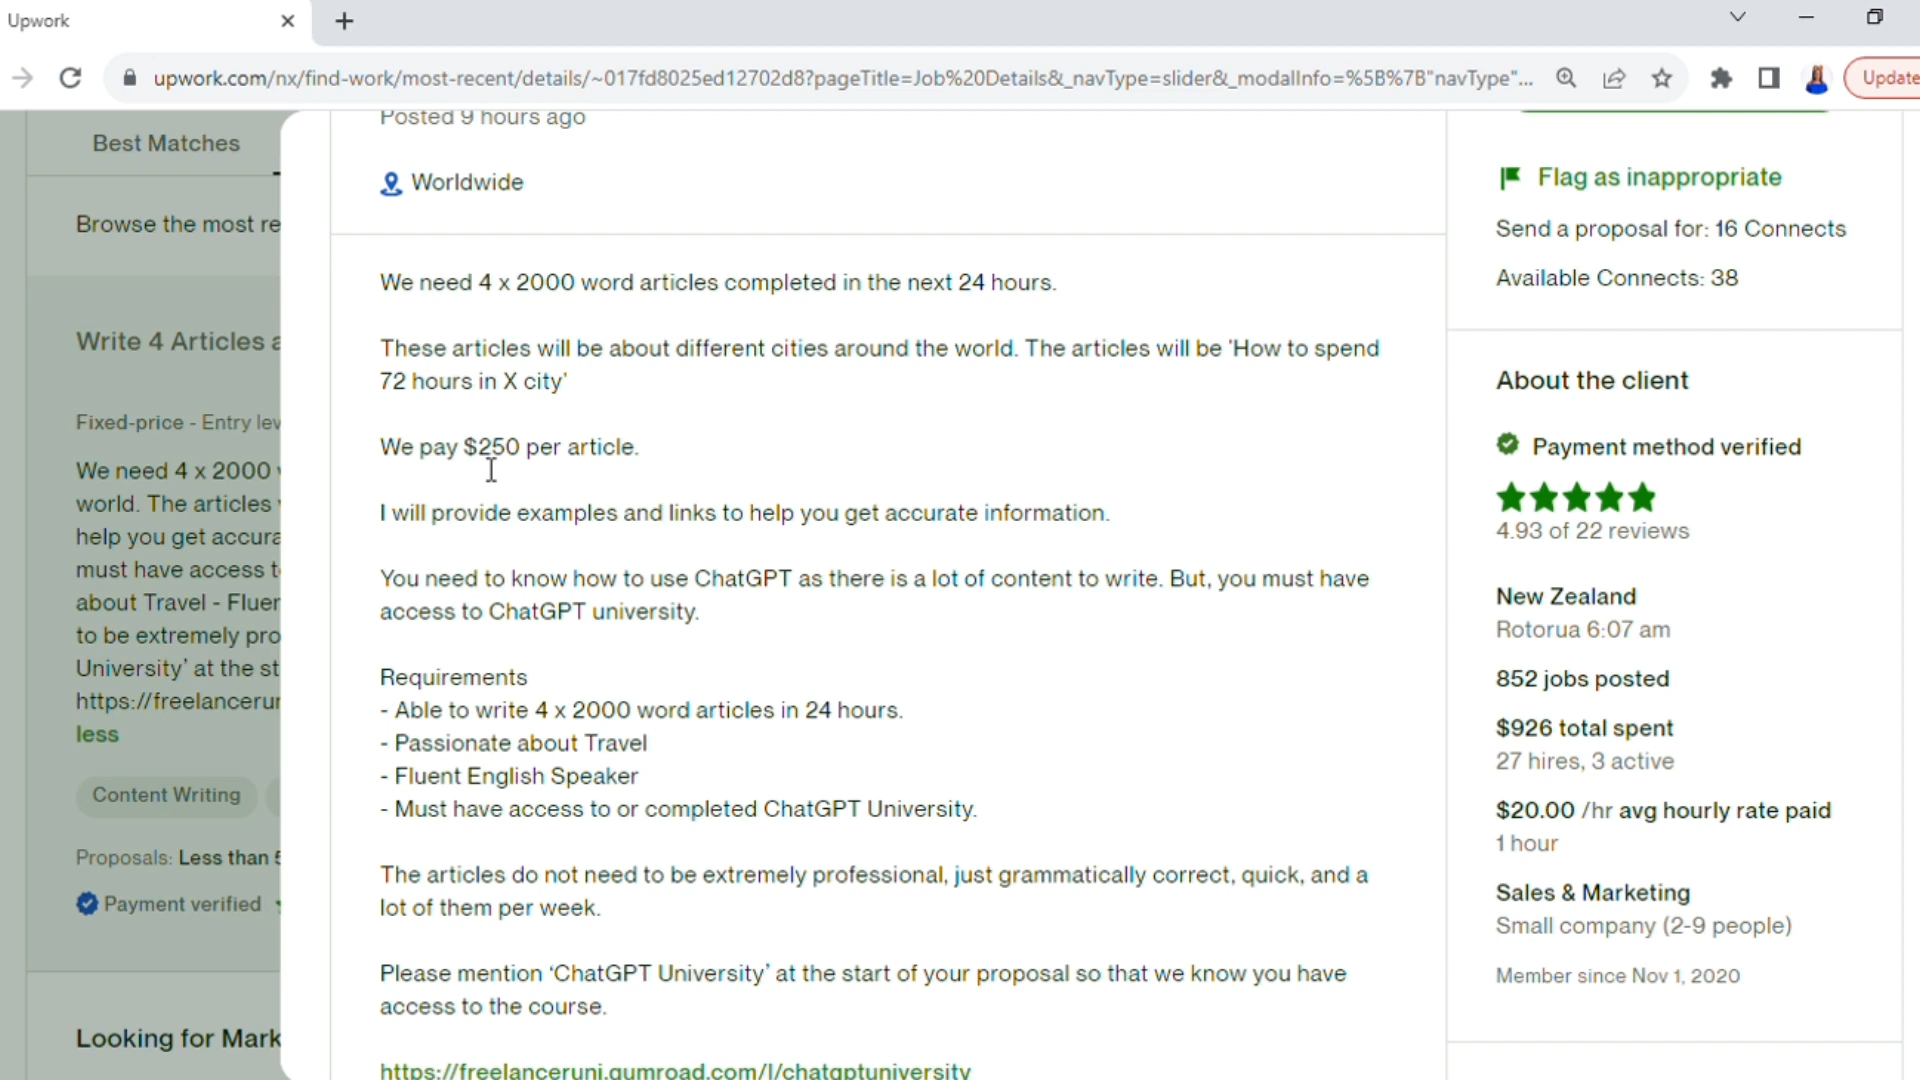 Upwork
upwork.com/nx/find-work/most-recent/details/~017fd8025ed12702d8?pageTitle=Job%20Details&_navType=slider&_modalInfo=%5B%7B"navType"...
Update
Best Matches
Browse the most re
Write 4 Articles a
Fixed-price - Entry lev
We need 4 x 2000
world. The articles
help you get accura
must have access t
about Travel - Fluer
to be extremely pro
University' at the st
https://freelancerur
less
Content Writing
Proposals: Less than 5
Payment verified
Looking for Mark
Posted 9 hours ago
Worldwide
We need 4 x 2000 word articles completed in the next 24 hours.
These articles will be about different cities around the world. The articles will be 'How to spend
72 hours in X city'
We pay $250 per article.
I will provide examples and links to help you get accurate information.
You need to know how to use ChatGPT as there is a lot of content to write. But, you must have
access to ChatGPT university.
Requirements
- Able to write 4 x 2000 word articles in 24 hours.
- Passionate about Travel
- Fluent English Speaker
- Must have access to or completed ChatGPT University.
The articles do not need to be extremely professional, just grammatically correct, quick, and a
lot of them per week.
Please mention ‘ChatGPT University’ at the start of your proposal so that we know you have
access to the course.
https://freelanceruni.gumroad.com/l/chatgptuniversity
Flag as inappropriate
Send a proposal for: 16 Connects
Available Connects: 38
About the client
Payment method verified
4.93 of 22 reviews
New Zealand
Rotorua 6:07 am
852 jobs posted
$926 total spent
27 hires, 3 active
$20.00 /hr avg hourly rate paid
1 hour
Sales & Marketing
Small company (2-9 people)
Member since Nov 1, 2020